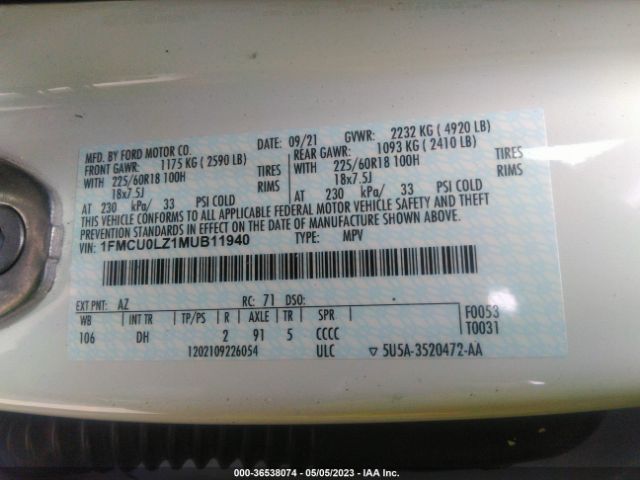 MFD. BY FORD MOTOR CO.
DATE: 09/21 GVWR: 2232 KG ( 4920 LB)
FRONT GAWR: 1175 KG ( 2590 LB)
REAR GAWR: 1093 KG ( 2410 LB)
WITH 225/60R18 100H TIRES
WITH 225/60R18 100H TIRES
18x7.5J RIMS
18x7.5J RIMS
AT 230 kPa/ 33 PSI COLD
AT 230 kPa/ 33 PSI COLD
THIS VEHICLE CONFORMS TO ALL APPLICABLE FEDERAL MOTOR VEHICLE SAFETY AND THEFT
PREVENTION STANDARDS IN EFFECT ON THE DATE OF MANUFACTURE SHOWN ABOVE.
VIN: 1FMCU0LZ1MUB11940 TYPE: MPV
EXT PNT: AZ RC: 71 DSO:
WB INT TR TP/PS R AXLE TR SPR F0053
106 DH 2 91 5 CCCC T0031
1202109226054 ULC ▽ 5U5A-3520472-AA
000-36538074 - 05/05/2023 - IAA Inc.